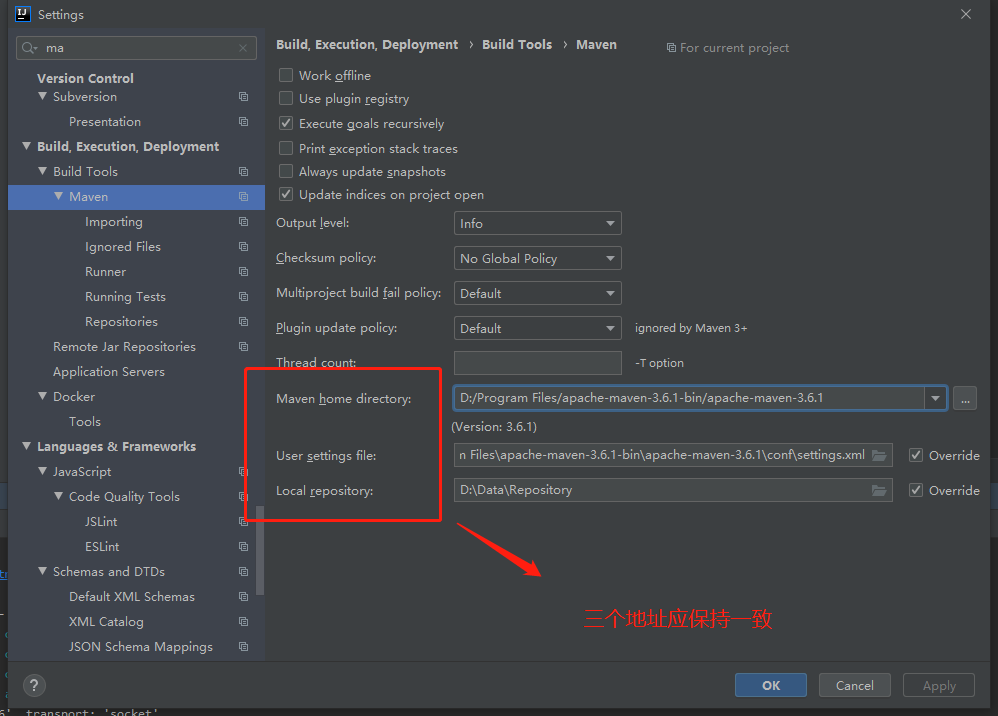 Settings
ma
Version Control
Subversion
Presentation
Build, Execution, Deployment
Build Tools
Maven
Importing
Ignored Files
Runner
Running Tests
Repositories
Remote Jar Repositories
Application Servers
Docker
Tools
Languages & Frameworks
JavaScript
Code Quality Tools
JSLint
ESLint
Schemas and DTDs
Default XML Schemas
XML Catalog
JSON Schema Mappings
Build, Execution, Deployment › Build Tools › Maven For current project
Work offline
Use plugin registry
Execute goals recursively
Print exception stack traces
Always update snapshots
Update indices on project open
Output level: Info
Checksum policy: No Global Policy
Multiproject build fail policy: Default
Plugin update policy: Default ignored by Maven 3+
Thread count: -T option
Maven home directory: D:/Program Files/apache-maven-3.6.1-bin/apache-maven-3.6.1 ...
(Version: 3.6.1)
User settings file: n Files\apache-maven-3.6.1-bin\apache-maven-3.6.1\conf\settings.xml Override
Local repository: D:\Data\Repository Override
三个地址应保持一致
? OK Cancel Apply
transport: 'socket'